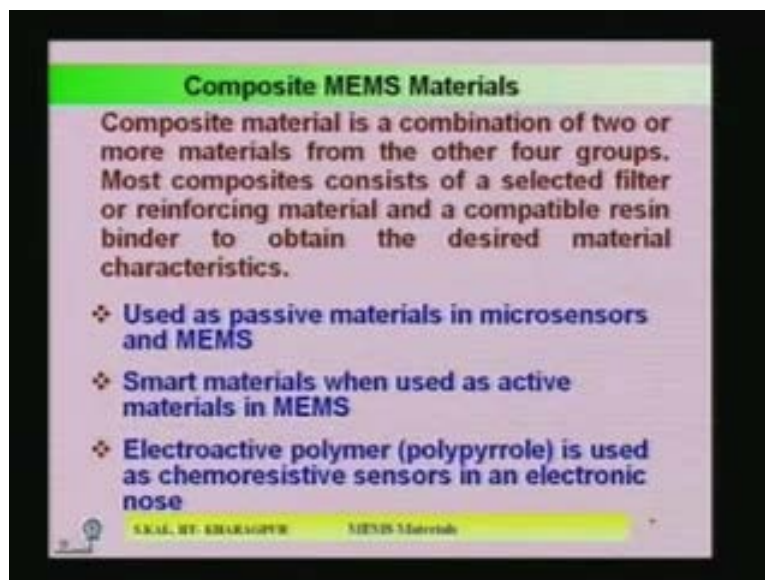 Composite MEMS Materials
Composite material is a combination of two or
more materials from the other four groups.
Most composites consists of a selected filter
or reinforcing material and a compatible resin
binder to obtain the desired material
characteristics.
Used as passive materials in microsensors
and MEMS
Smart materials when used as active
materials in MEMS
Electroactive polymer (polypyrrole) is used
as chemoresistive sensors in an electronic
nose
S.KAL, IIT- KHARAGPUR MEMS Materials